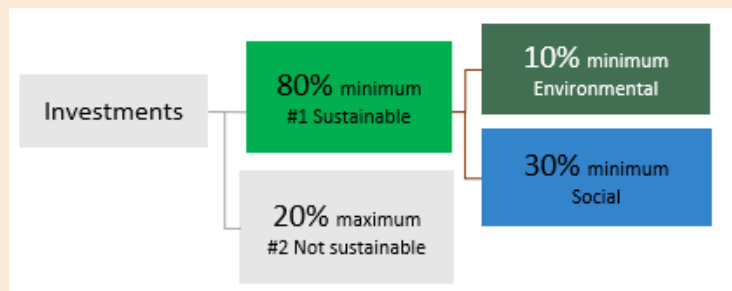 Investments
80% minimum
#1 Sustainable
20% maximum
#2 Not sustainable
10% minimum
Environmental
30% minimum
Social